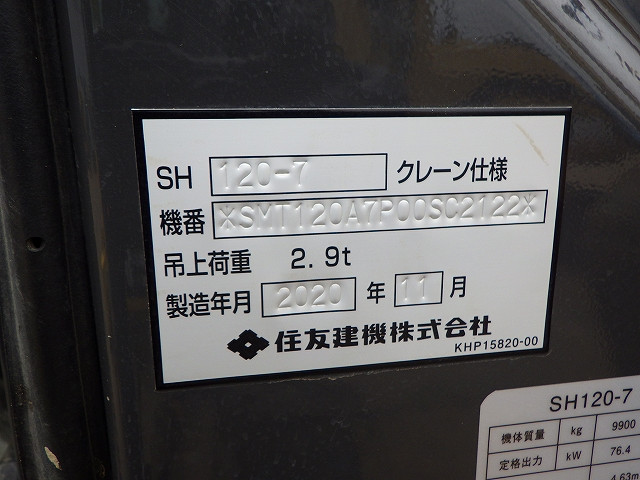 SH 120-7 クレーン仕様
機番 *SMT120A7P00SC2122*
吊上荷重 2.9t
製造年月 2020 年 11 月
住友建機株式会社
KHP15820-00
SH120-7
機体質量 kg 9900
定格出力 kW 76.4
4.63m